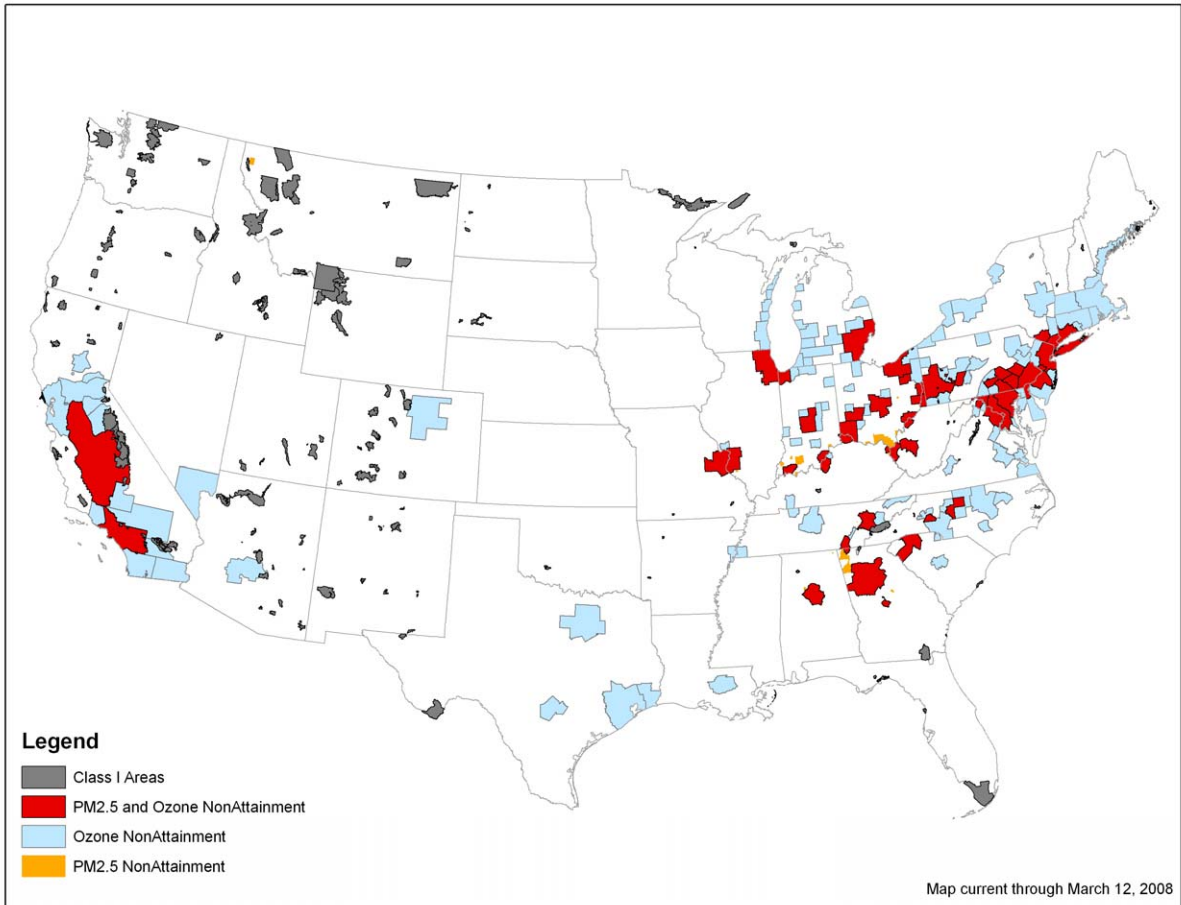 Legend
Class I Areas
PM2.5 and Ozone NonAttainment
Ozone NonAttainment
PM2.5 NonAttainment
Map current through March 12, 2008